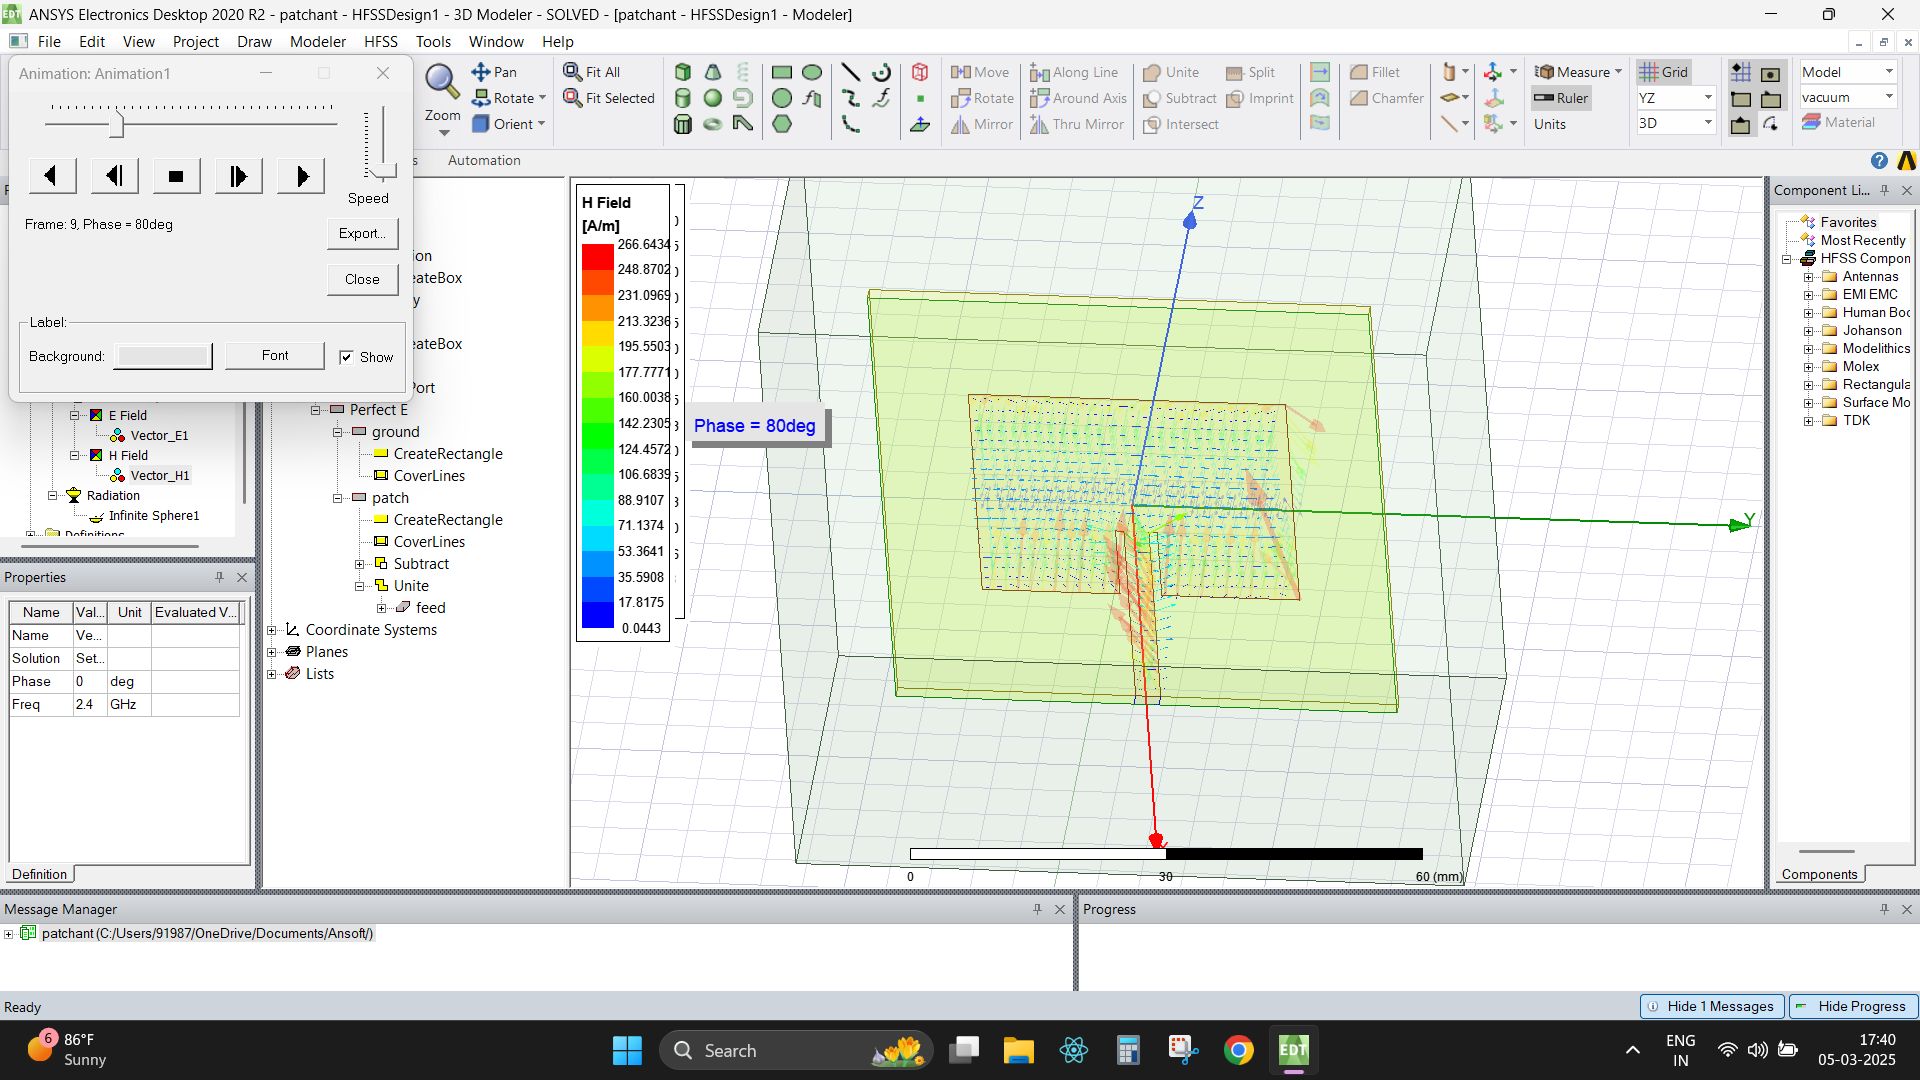 ANSYS Electronics Desktop 2020 R2 - patchant - HFSSDesign1 - 3D Modeler - SOLVED - [patchant - HFSSDesign1 - Modeler]
File Edit View Project Draw Modeler HFSS Tools Window Help
Animation: Animation1
Speed
Frame: 9, Phase = 80deg
Export...
Close
Label:
Background:
Font
Show
Zoom
Pan
Rotate
Orient
Fit All
Fit Selected
Move
Rotate
Mirror
Along Line
Around Axis
Thru Mirror
Unite
Subtract
Intersect
Split
Imprint
Fillet
Chamfer
Measure
Ruler
Units
Grid
YZ
3D
Model
vacuum
Material
Automation
E Field
Vector_E1
H Field
Vector_H1
Radiation
Infinite Sphere1
Definitions
ion
eateBox
y
eateBox
Port
Perfect E
ground
CreateRectangle
CoverLines
patch
CreateRectangle
CoverLines
Subtract
Unite
feed
Coordinate Systems
Planes
Lists
Properties
Name Val... Unit Evaluated V...
Name Ve...
Solution Set...
Phase 0 deg
Freq 2.4 GHz
Definition
H Field
[A/m]
266.6434
248.8702
231.0969
213.3236
195.5503
177.7771
160.0038
142.2305
124.4572
106.6839
88.9107
71.1374
53.3641
35.5908
17.8175
0.0443
Phase = 80deg
Z
Y
0 30 60 (mm)
Component Li...
Favorites
Most Recently
HFSS Compon
Antennas
EMI EMC
Human Boc
Johanson
Modelithics
Molex
Rectangula
Surface Mo
TDK
Components
Message Manager
patchant (C:/Users/91987/OneDrive/Documents/Ansoft/)
Progress
Ready
Hide 1 Messages
Hide Progress
6
86°F
Sunny
Search
EDT
ENG
IN
17:40
05-03-2025